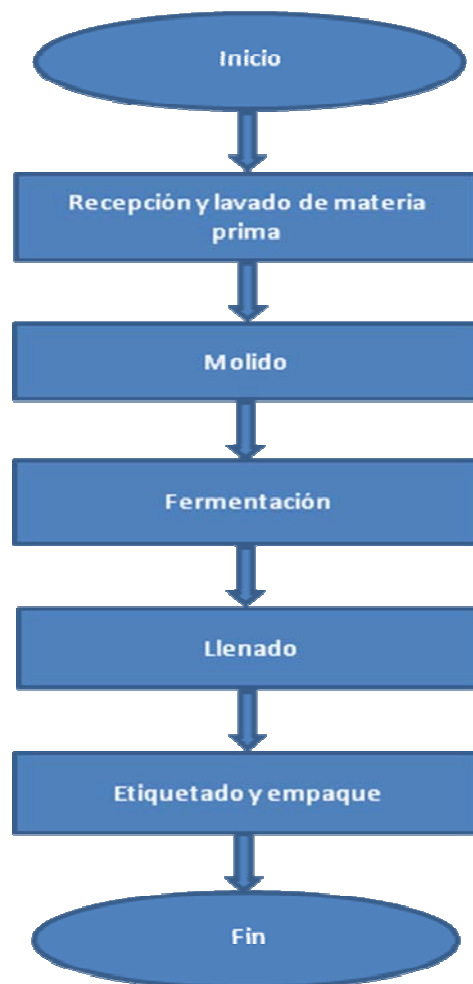 Inicio
Recepción y lavado de materia
prima
Molido
Fermentación
Llenado
Etiquetado y empaque
Fin